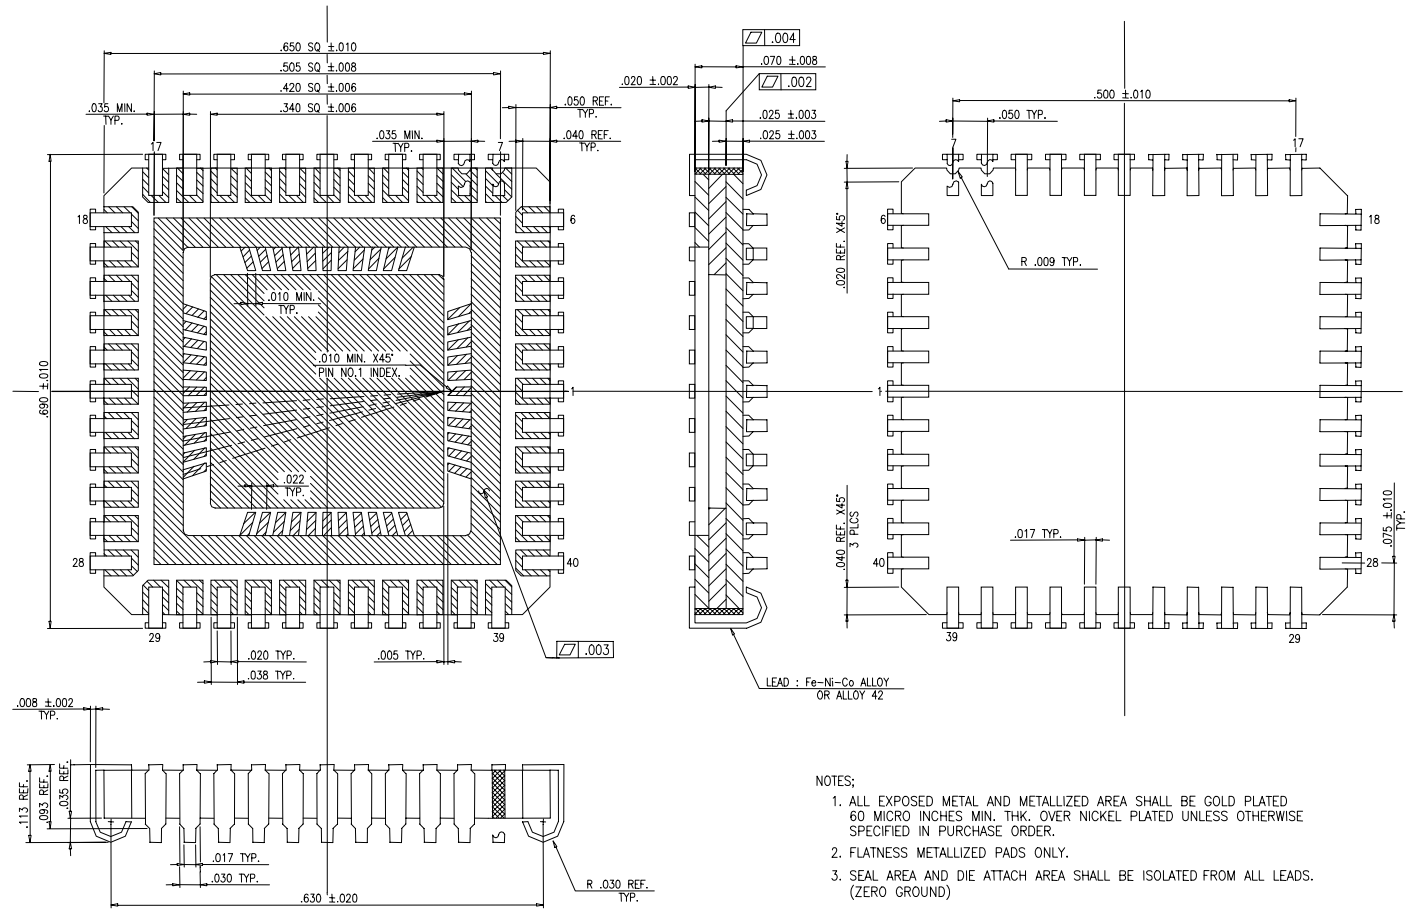 .650 SQ ±.010
.505 SQ ±.008
.420 SQ ±.006
.340 SQ ±.006
.035 MIN.
TYP.
.035 MIN.
TYP.
.050 REF.
TYP.
.040 REF.
TYP.
17
7
18
6
.690 ±.010
.010 MIN.
TYP.
.010 MIN. X45°
PIN NO.1 INDEX.
1
.022
TYP.
28
40
29
39
.020 TYP.
.038 TYP.
.005 TYP.
.003
.004
.070 ±.008
.020 ±.002
.002
.025 ±.003
.025 ±.003
LEAD : Fe-Ni-Co ALLOY
OR ALLOY 42
.500 ±.010
.050 TYP.
7
17
6
18
.020 REF. X45°
R .009 TYP.
1
.040 REF. X45°
3 PLCS
.017 TYP.
.075 ±.010
TYP.
40
28
39
29
.008 ±.002
TYP.
.113 REF.
.093 REF.
.035 REF.
.017 TYP.
.030 TYP.
.630 ±.020
R .030 REF.
TYP.
NOTES;
1. ALL EXPOSED METAL AND METALLIZED AREA SHALL BE GOLD PLATED
60 MICRO INCHES MIN. THK. OVER NICKEL PLATED UNLESS OTHERWISE
SPECIFIED IN PURCHASE ORDER.
2. FLATNESS METALLIZED PADS ONLY.
3. SEAL AREA AND DIE ATTACH AREA SHALL BE ISOLATED FROM ALL LEADS.
(ZERO GROUND)